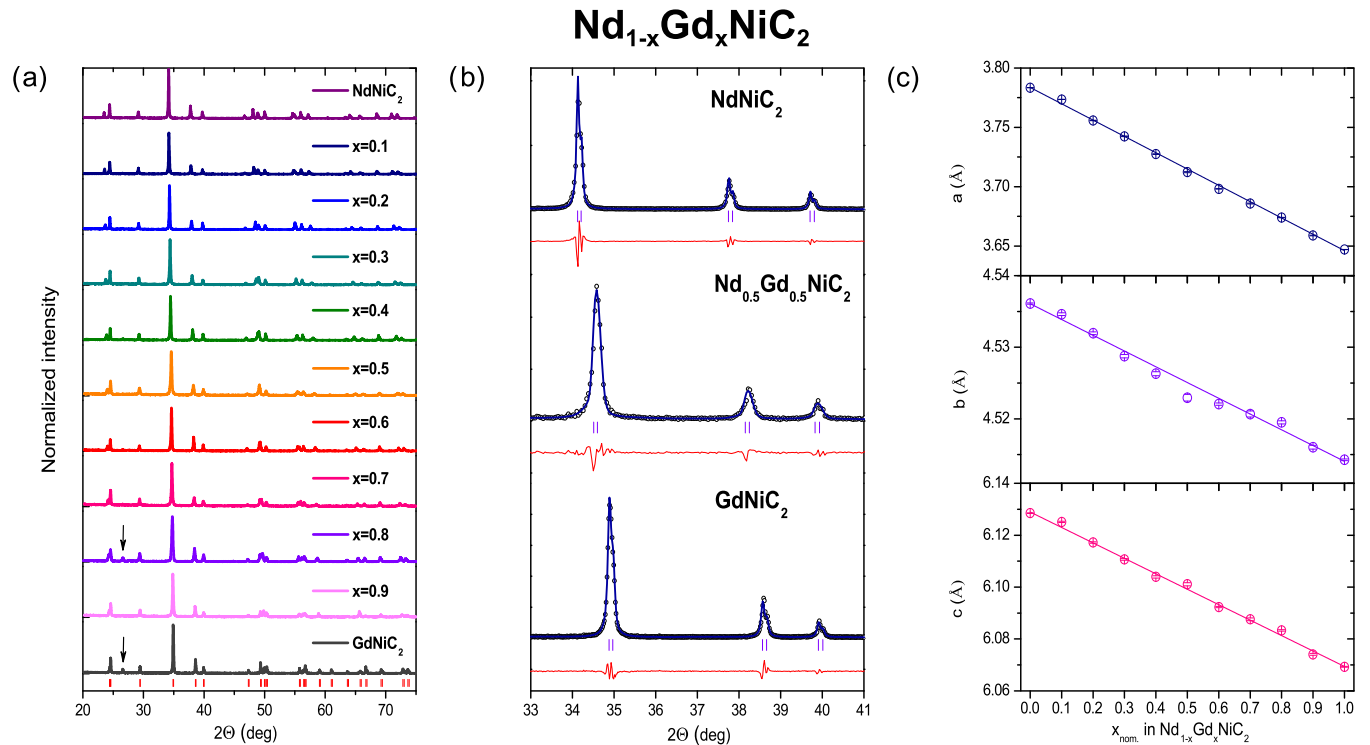 Nd1-xGdxNiC2
(a)
NdNiC2
x=0.1
x=0.2
x=0.3
x=0.4
x=0.5
x=0.6
x=0.7
x=0.8
x=0.9
GdNiC2
Normalized intensity
20 30 40 50 60 70
2Θ (deg)
(b)
NdNiC2
Nd0.5Gd0.5NiC2
GdNiC2
33 34 35 36 37 38 39 40 41
2Θ (deg)
(c)
3.80
3.75
3.70
3.65
a (Å)
4.54
4.53
4.52
b (Å)
6.14
6.12
6.10
6.08
6.06
c (Å)
0.0 0.1 0.2 0.3 0.4 0.5 0.6 0.7 0.8 0.9 1.0
xnom. in Nd1-xGdxNiC2